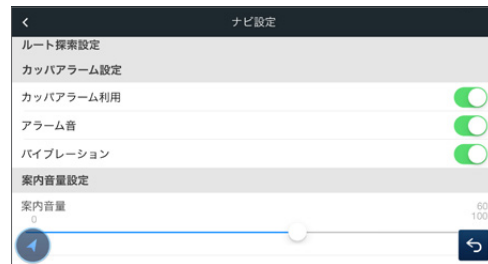 ナビ設定
ルート探索設定
カッパアラーム設定
カッパアラーム利用
アラーム音
バイブレーション
案内音量設定
案内音量
60
0
100